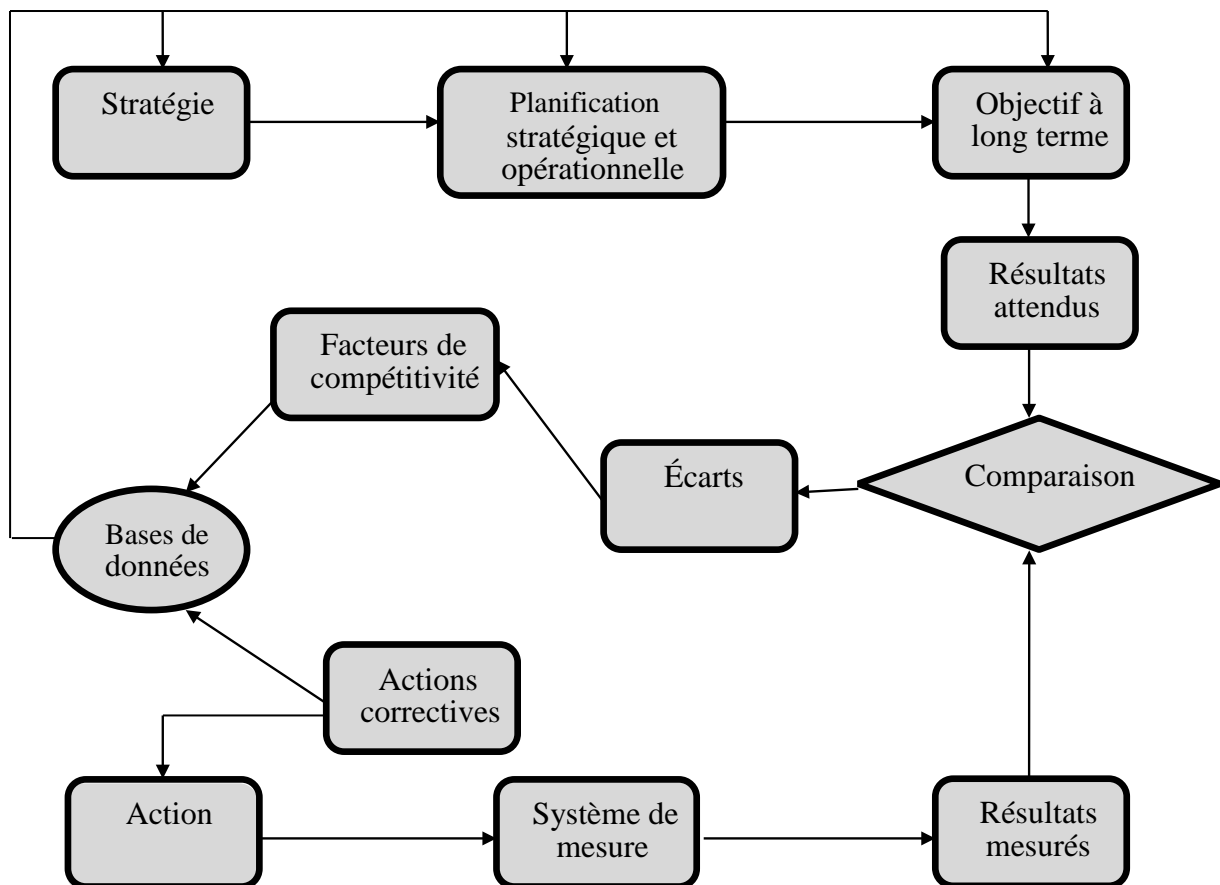 Stratégie
Planification
stratégique et
opérationnelle
Objectif à
long terme
Résultats
attendus
Facteurs de
compétitivité
Écarts
Comparaison
Bases de
données
Actions
correctives
Action
Système de
mesure
Résultats
mesurés